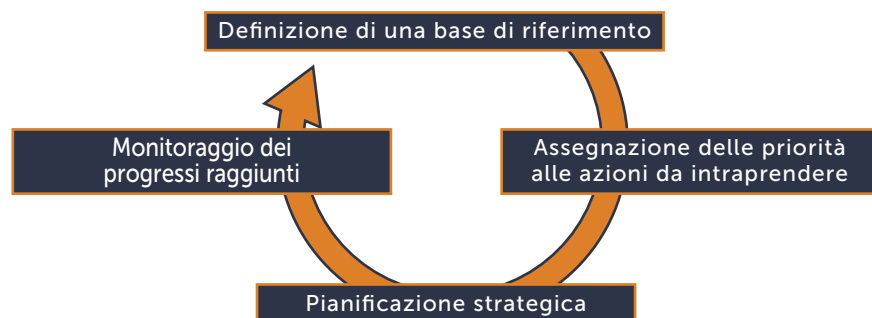 Definizione di una base di riferimento
Assegnazione delle priorità
alle azioni da intraprendere
Pianificazione strategica
Monitoraggio dei
progressi raggiunti